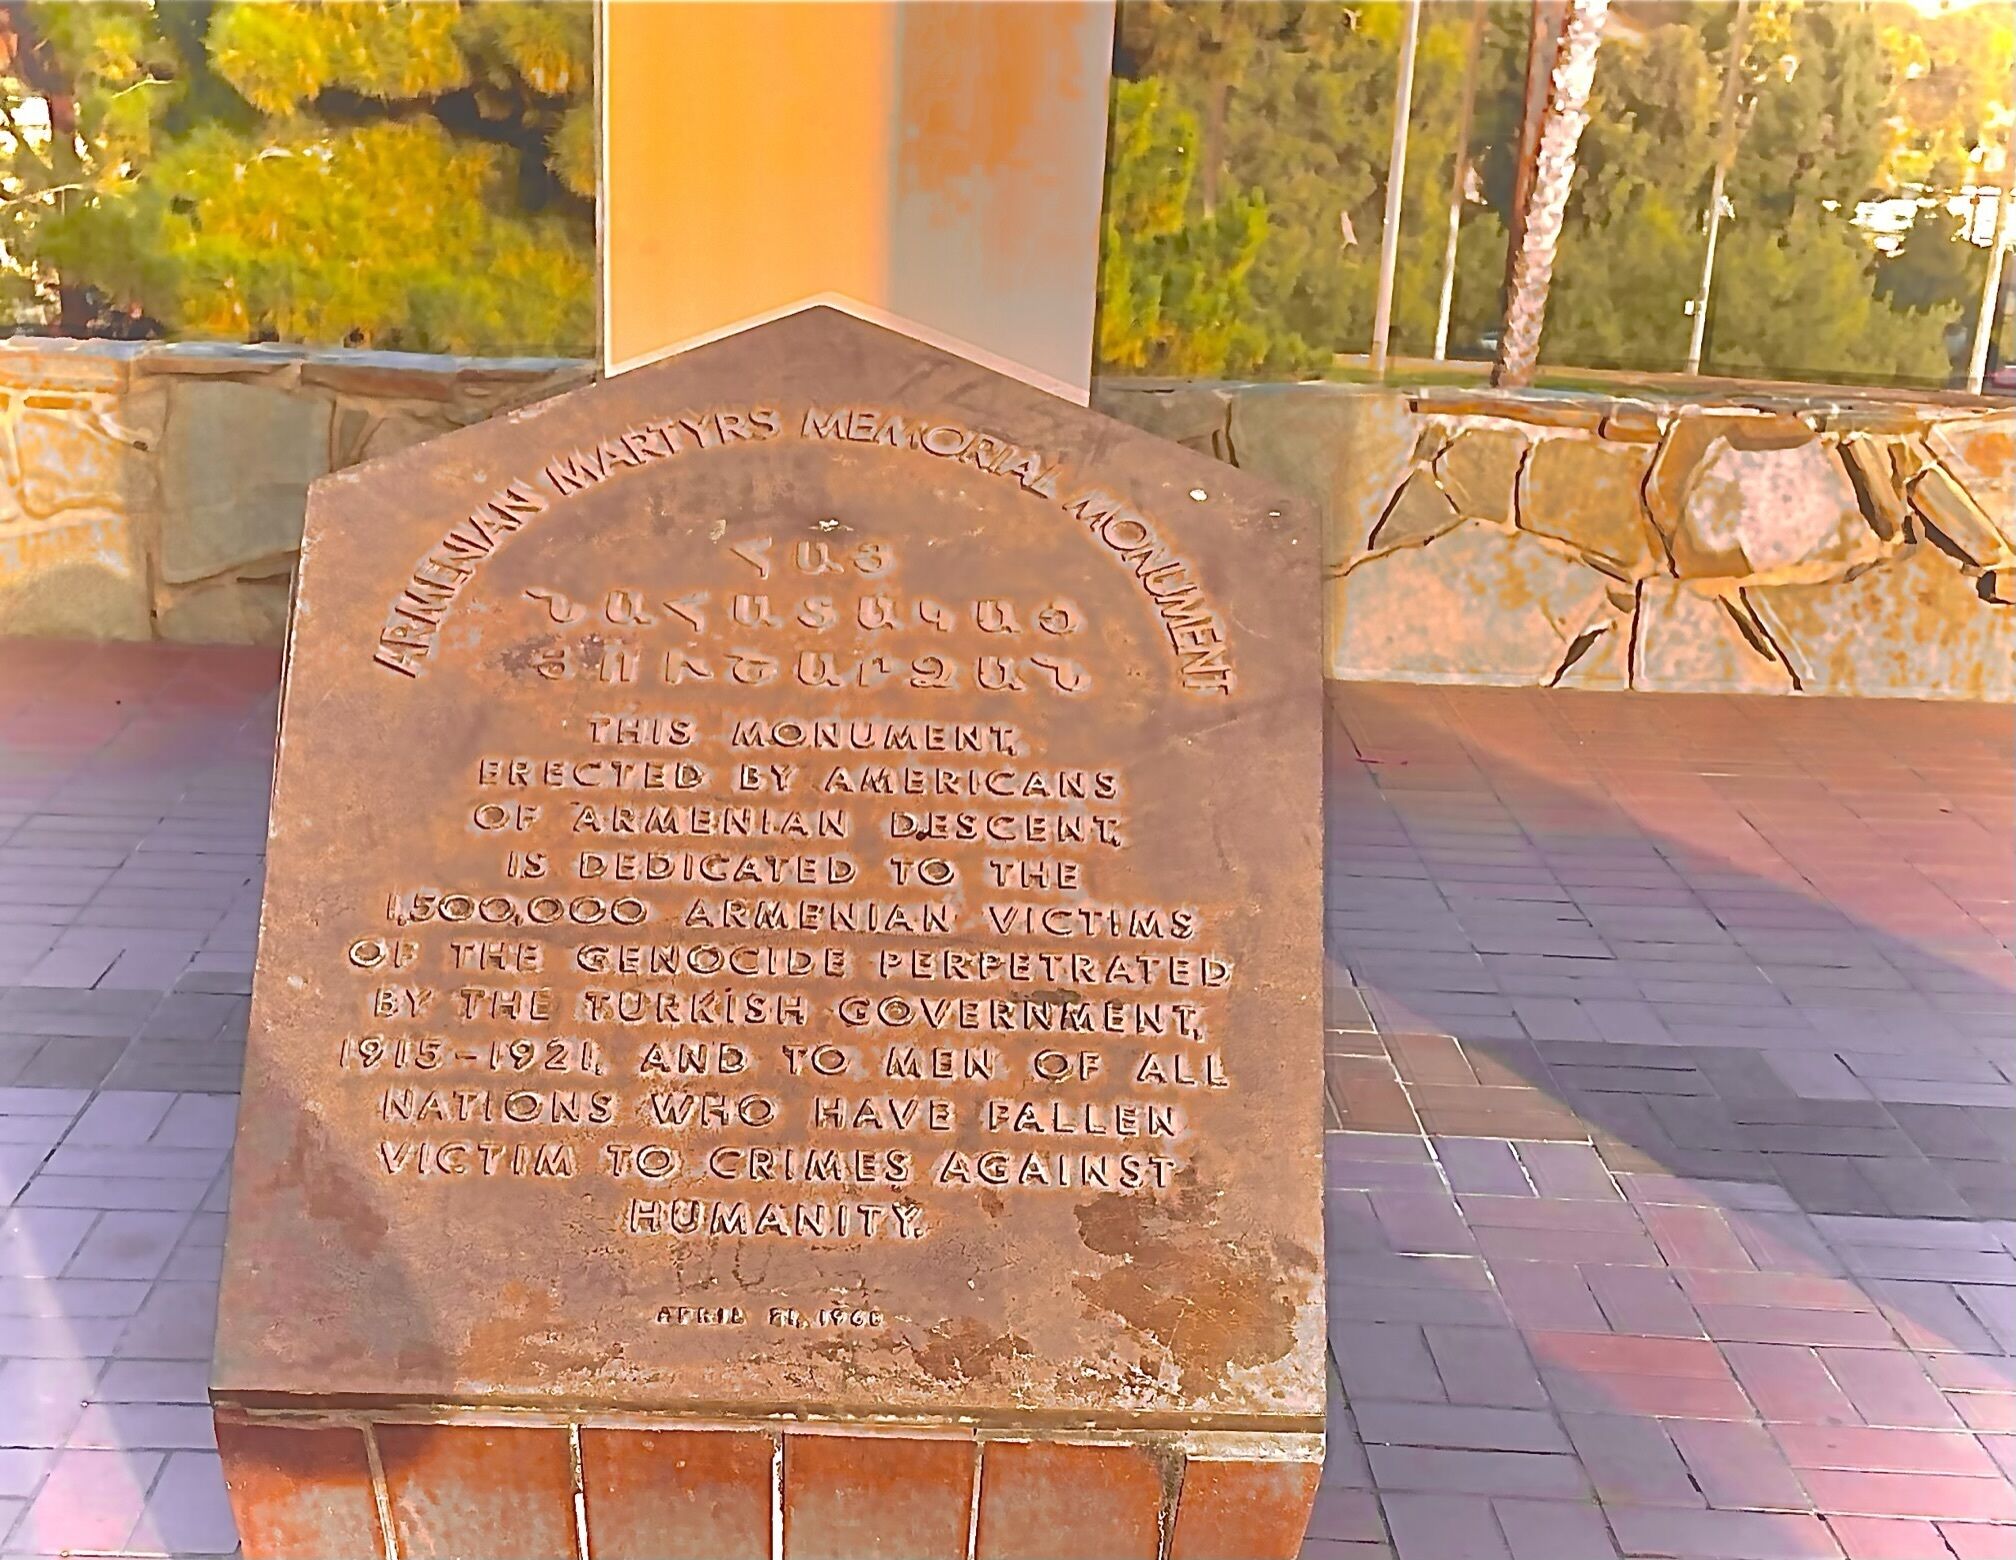 ARMENIAN MARTYRS MEMORIAL MONUMENT
ՀԱՅ
ՆԱՀԱՏԱԿԱՑ
ՅՈՒՇԱՐՁԱՆ
THIS MONUMENT,
ERECTED BY AMERICANS
OF ARMENIAN DESCENT,
IS DEDICATED TO THE
1,500,000 ARMENIAN VICTIMS
OF THE GENOCIDE PERPETRATED
BY THE TURKISH GOVERNMENT,
1915-1921, AND TO MEN OF ALL
NATIONS WHO HAVE FALLEN
VICTIM TO CRIMES AGAINST
HUMANITY.
APRIL